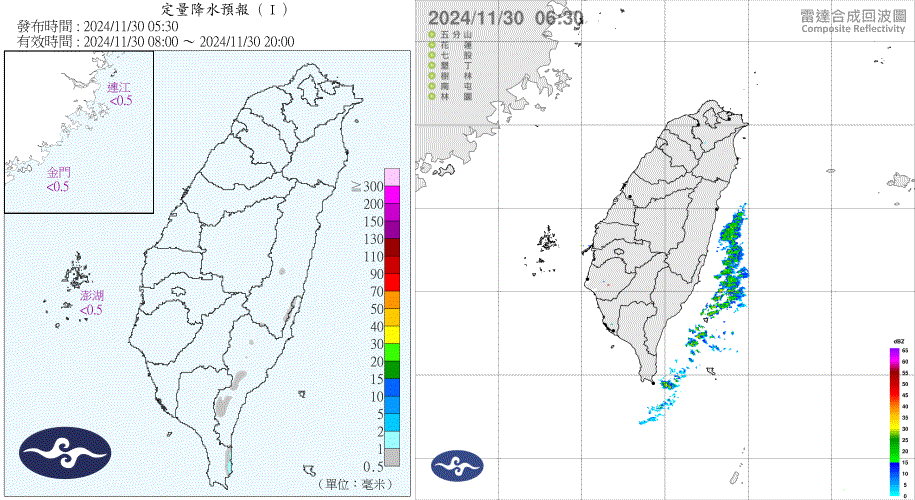 定量降水預報（Ⅰ）
發布時間：2024/11/30 05:30
有效時間：2024/11/30 08:00 ～ 2024/11/30 20:00
連江
<0.5
金門
<0.5
澎湖
<0.5
≧ 300
200
150
130
110
90
70
50
40
30
20
15
10
5
2
1
0.5
（單位：毫米）
2024/11/30 06:30
雷達合成回波圖
Composite Reflectivity
五分山
花蓮
七股
墾丁
樹林
南屯
林園
dBZ
65
60
55
50
45
40
35
30
25
20
15
10
5
0